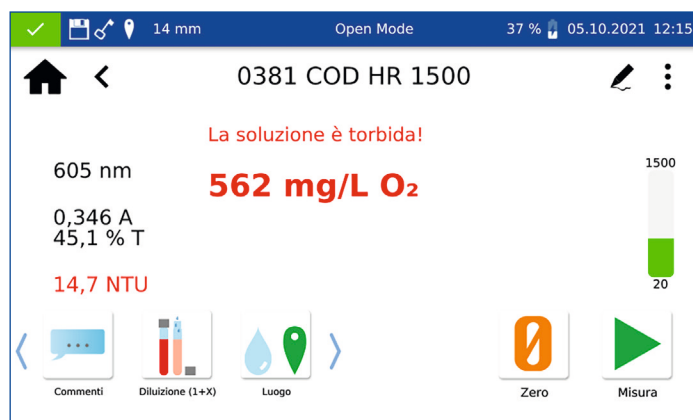 14 mm Open Mode 37 % 05.10.2021 12:15
0381 COD HR 1500
La soluzione è torbida!
605 nm
562 mg/L O₂
1500
0,346 A
45,1 % T
14,7 NTU
20
Commenti Diluizione (1+X) Luogo Zero Misura